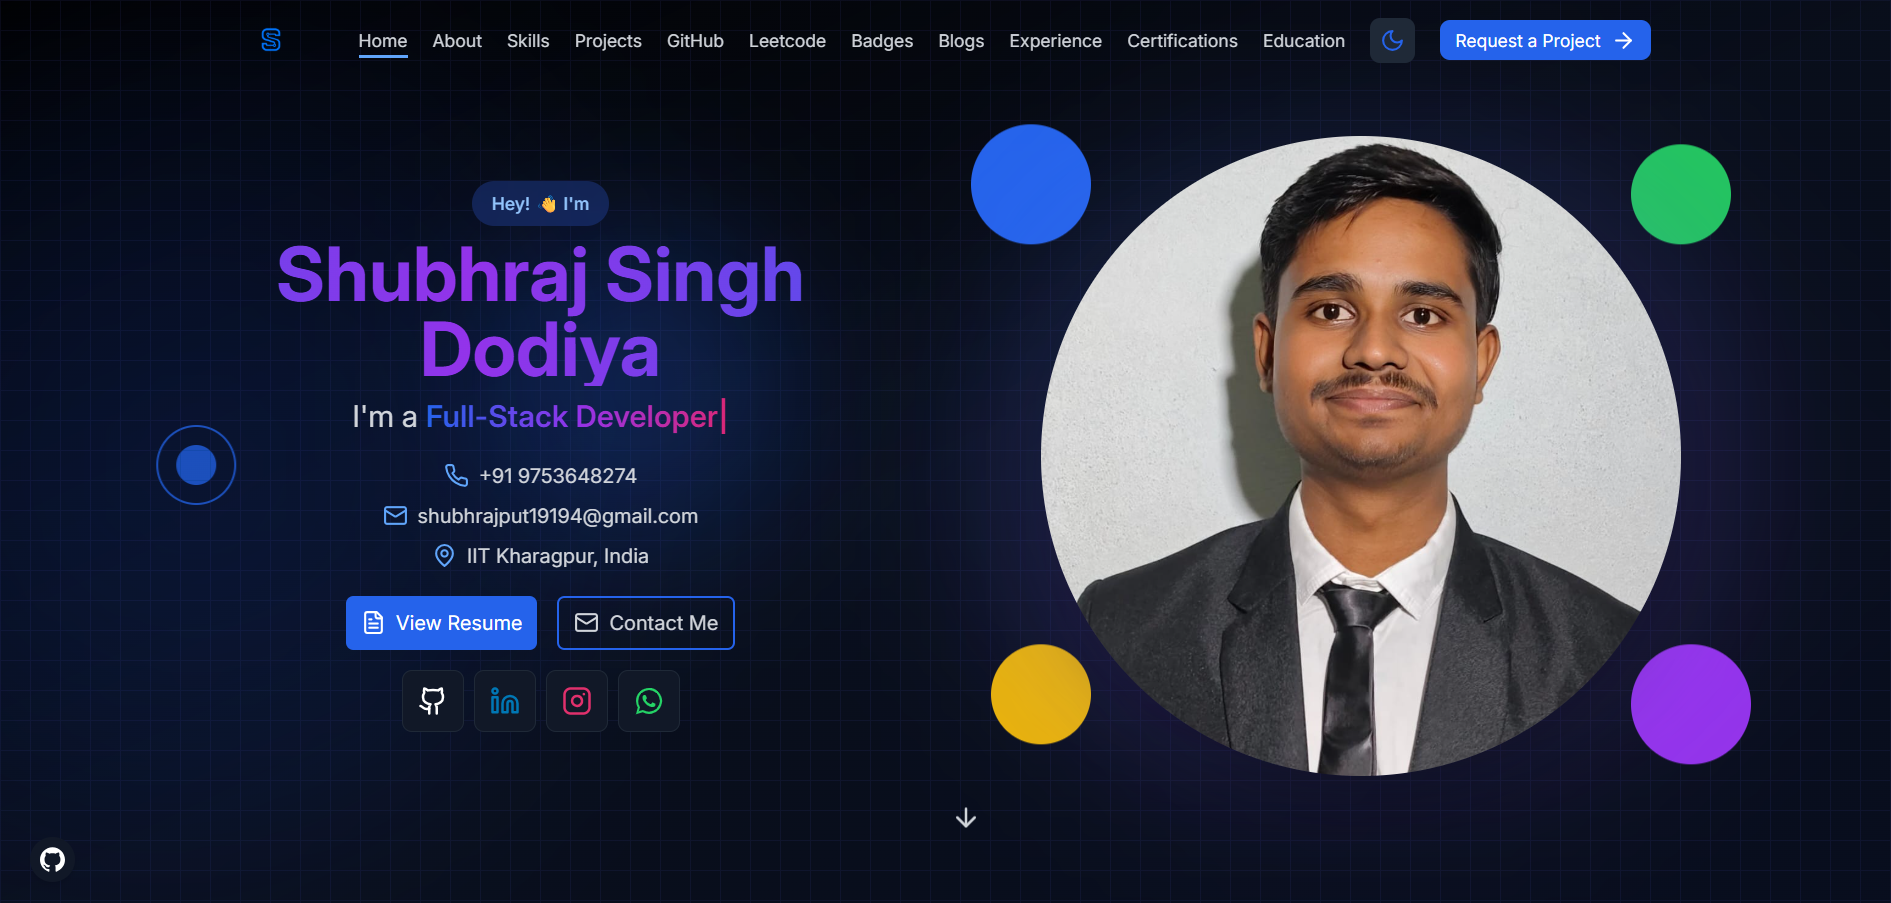 S
Home About Skills Projects GitHub Leetcode Badges Blogs Experience Certifications Education Request a Project
Hey! 👋 I'm
Shubhraj Singh
Dodiya
I'm a Full-Stack Developer|
+91 9753648274
shubhrajput19194@gmail.com
IIT Kharagpur, India
View Resume Contact Me